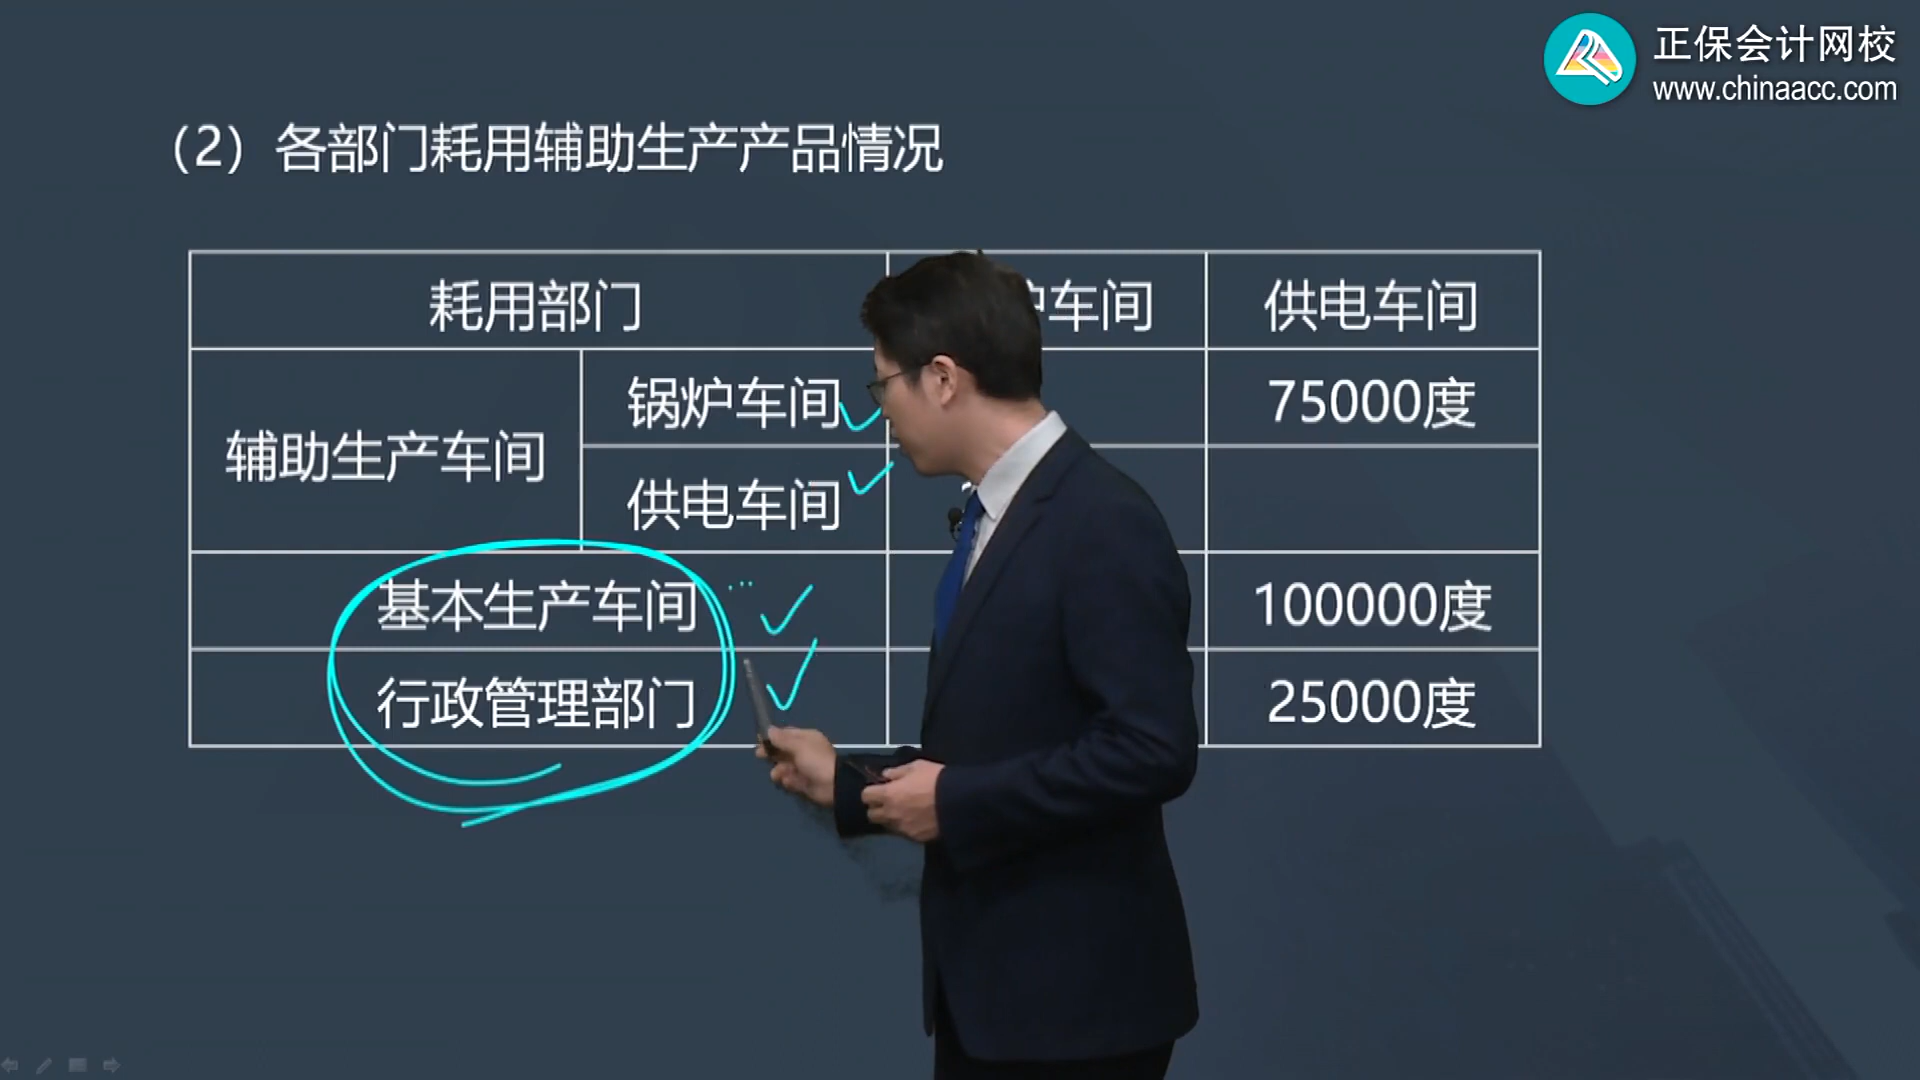 正保会计网校
www.chinaacc.com
（2）各部门耗用辅助生产产品情况
耗用部门 车间 供电车间
辅助生产车间 锅炉车间 75000度
供电车间
基本生产车间 100000度
行政管理部门 25000度